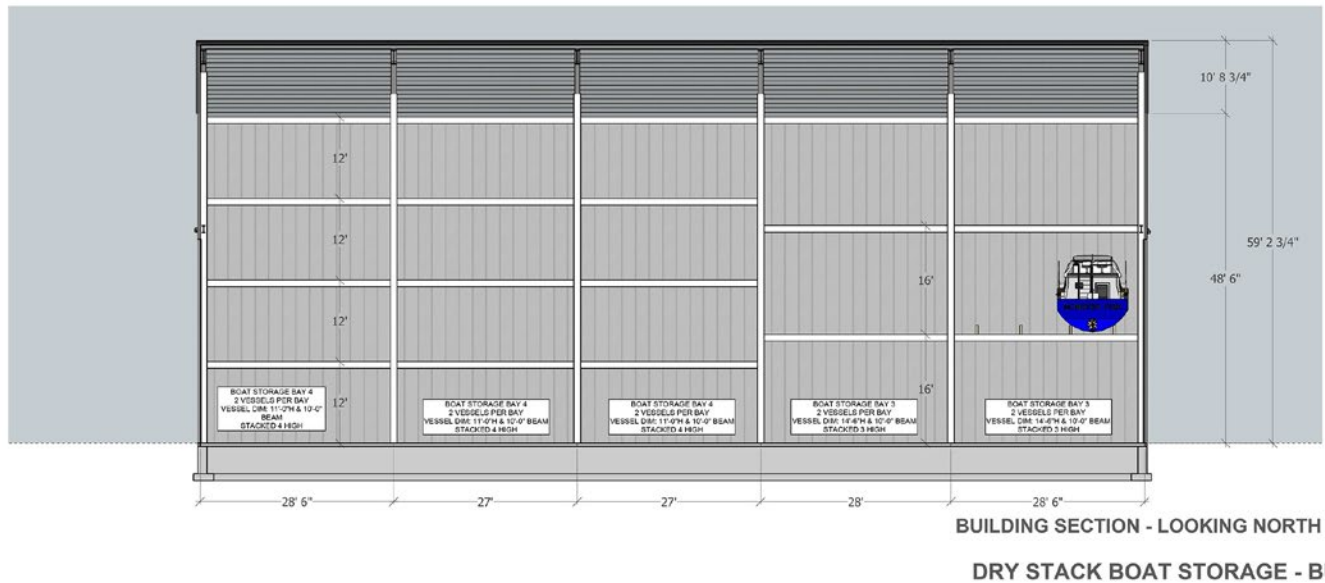 10' 8 3/4"
12'
12'
16'
59' 2 3/4"
48' 6"
12'
16'
12'
BOAT STORAGE BAY 4
2 VESSELS PER BAY
VESSEL DIM: 11'-0"H & 10'-0"
BEAM
STACKED 4 HIGH
BOAT STORAGE BAY 4
2 VESSELS PER BAY
VESSEL DIM: 11'-0"H & 10'-0" BEAM
STACKED 4 HIGH
BOAT STORAGE BAY 4
2 VESSELS PER BAY
VESSEL DIM: 11'-0"H & 10'-0" BEAM
STACKED 4 HIGH
BOAT STORAGE BAY 3
2 VESSELS PER BAY
VESSEL DIM: 14'-6"H & 10'-0" BEAM
STACKED 3 HIGH
BOAT STORAGE BAY 3
2 VESSELS PER BAY
VESSEL DIM: 14'-6"H & 10'-0" BEAM
STACKED 3 HIGH
28' 6"
27'
27'
28'
28' 6"
BUILDING SECTION - LOOKING NORTH
DRY STACK BOAT STORAGE - B